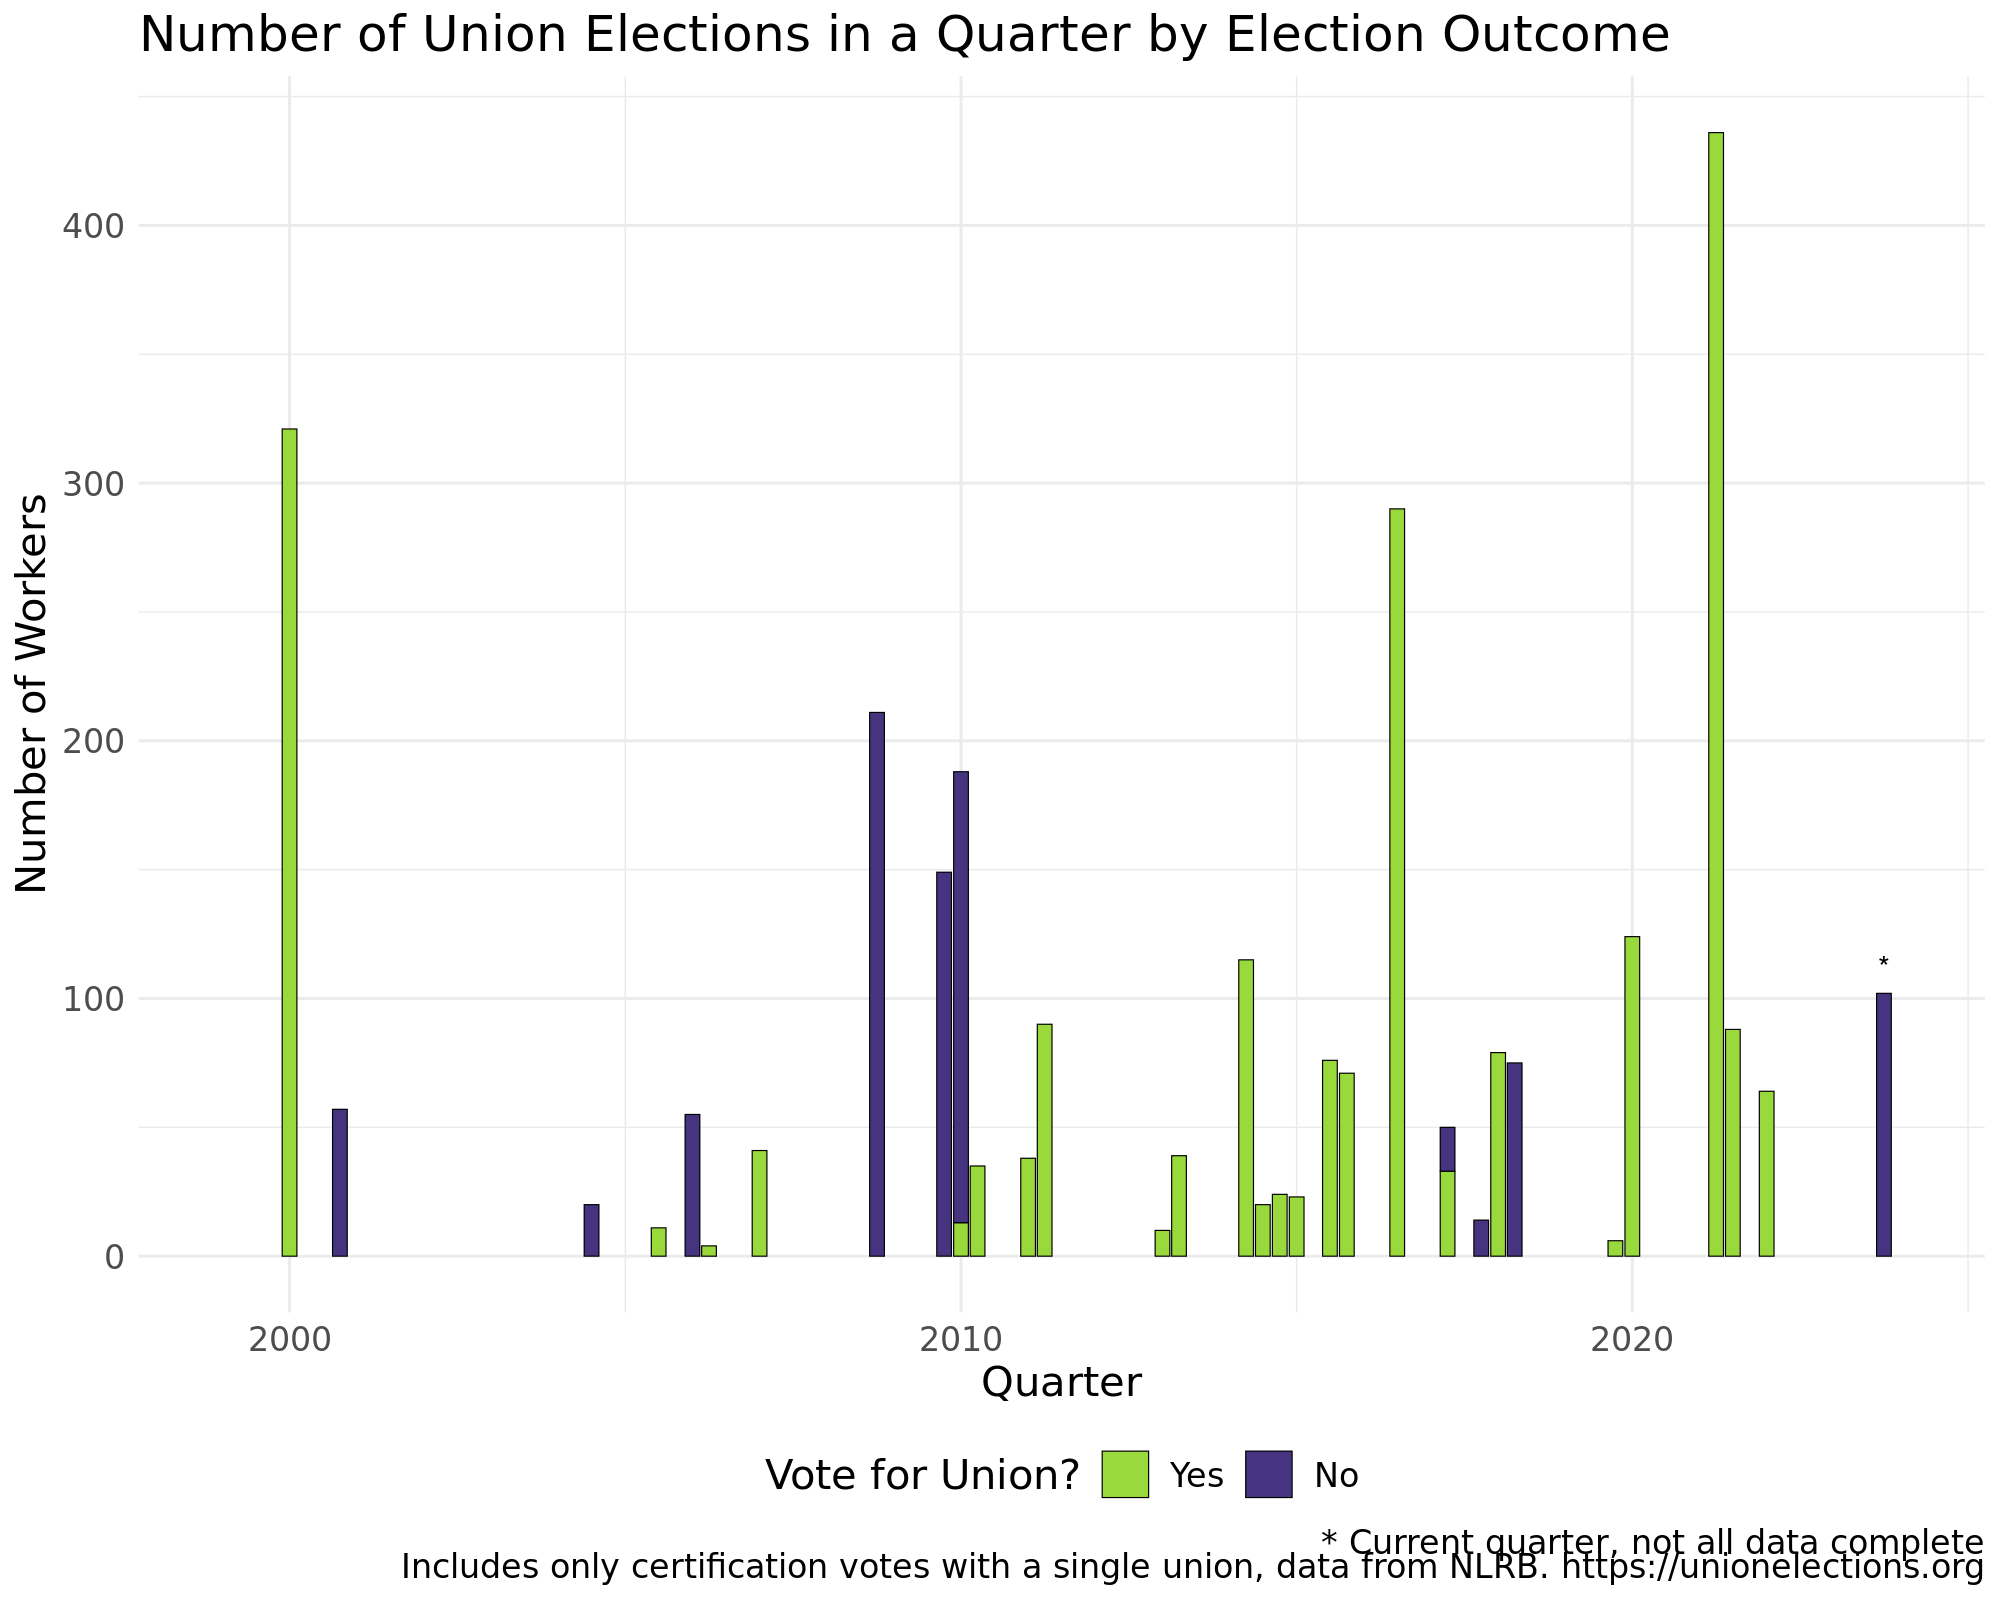 Number of Union Elections in a Quarter by Election Outcome
Number of Workers
400
300
200
100
0
*
2000 2010 2020
Quarter
Vote for Union? Yes No
* Current quarter, not all data complete
Includes only certification votes with a single union, data from NLRB. https://unionelections.org